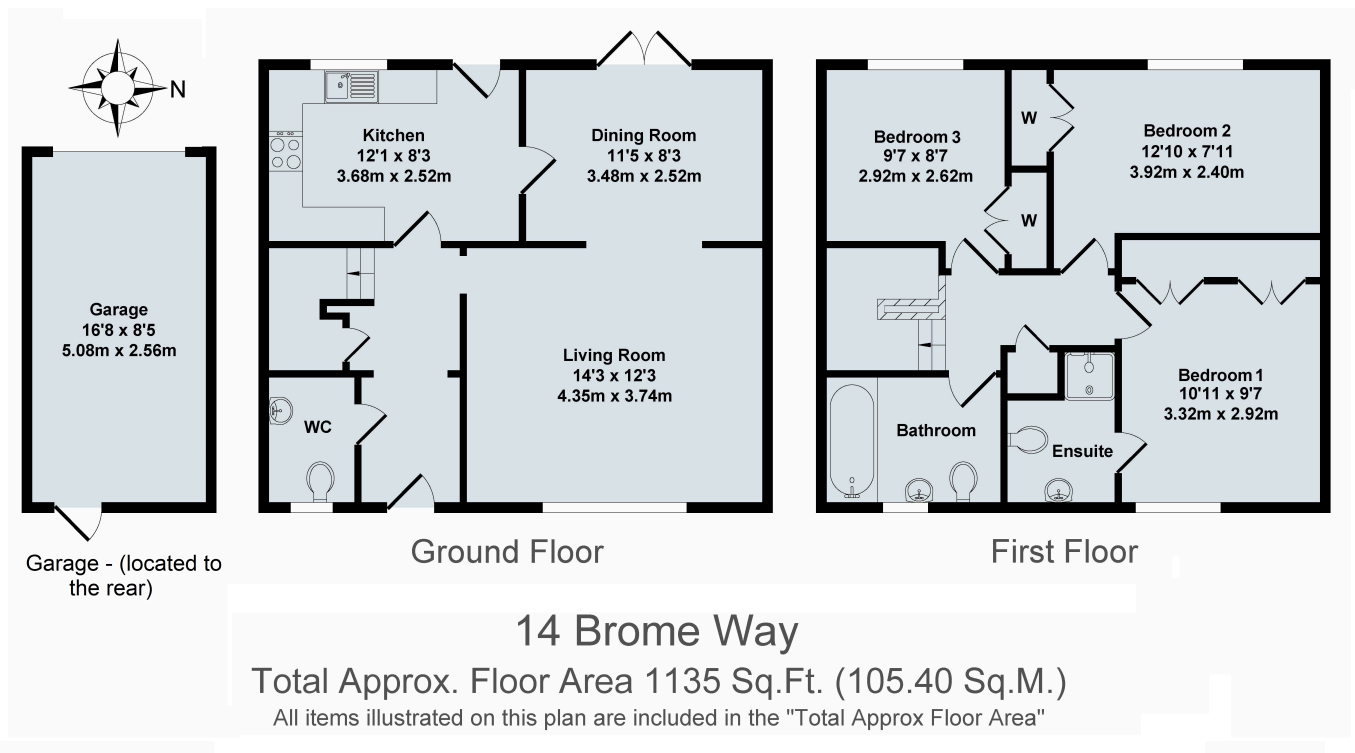 N
Garage
16'8 x 8'5
5.08m x 2.56m
Garage - (located to
the rear)
Kitchen
12'1 x 8'3
3.68m x 2.52m
Dining Room
11'5 x 8'3
3.48m x 2.52m
Living Room
14'3 x 12'3
4.35m x 3.74m
WC
Ground Floor
Bedroom 3
9'7 x 8'7
2.92m x 2.62m
W
W
Bedroom 2
12'10 x 7'11
3.92m x 2.40m
Bedroom 1
10'11 x 9'7
3.32m x 2.92m
Bathroom
Ensuite
First Floor
14 Brome Way
Total Approx. Floor Area 1135 Sq.Ft. (105.40 Sq.M.)
All items illustrated on this plan are included in the "Total Approx Floor Area"